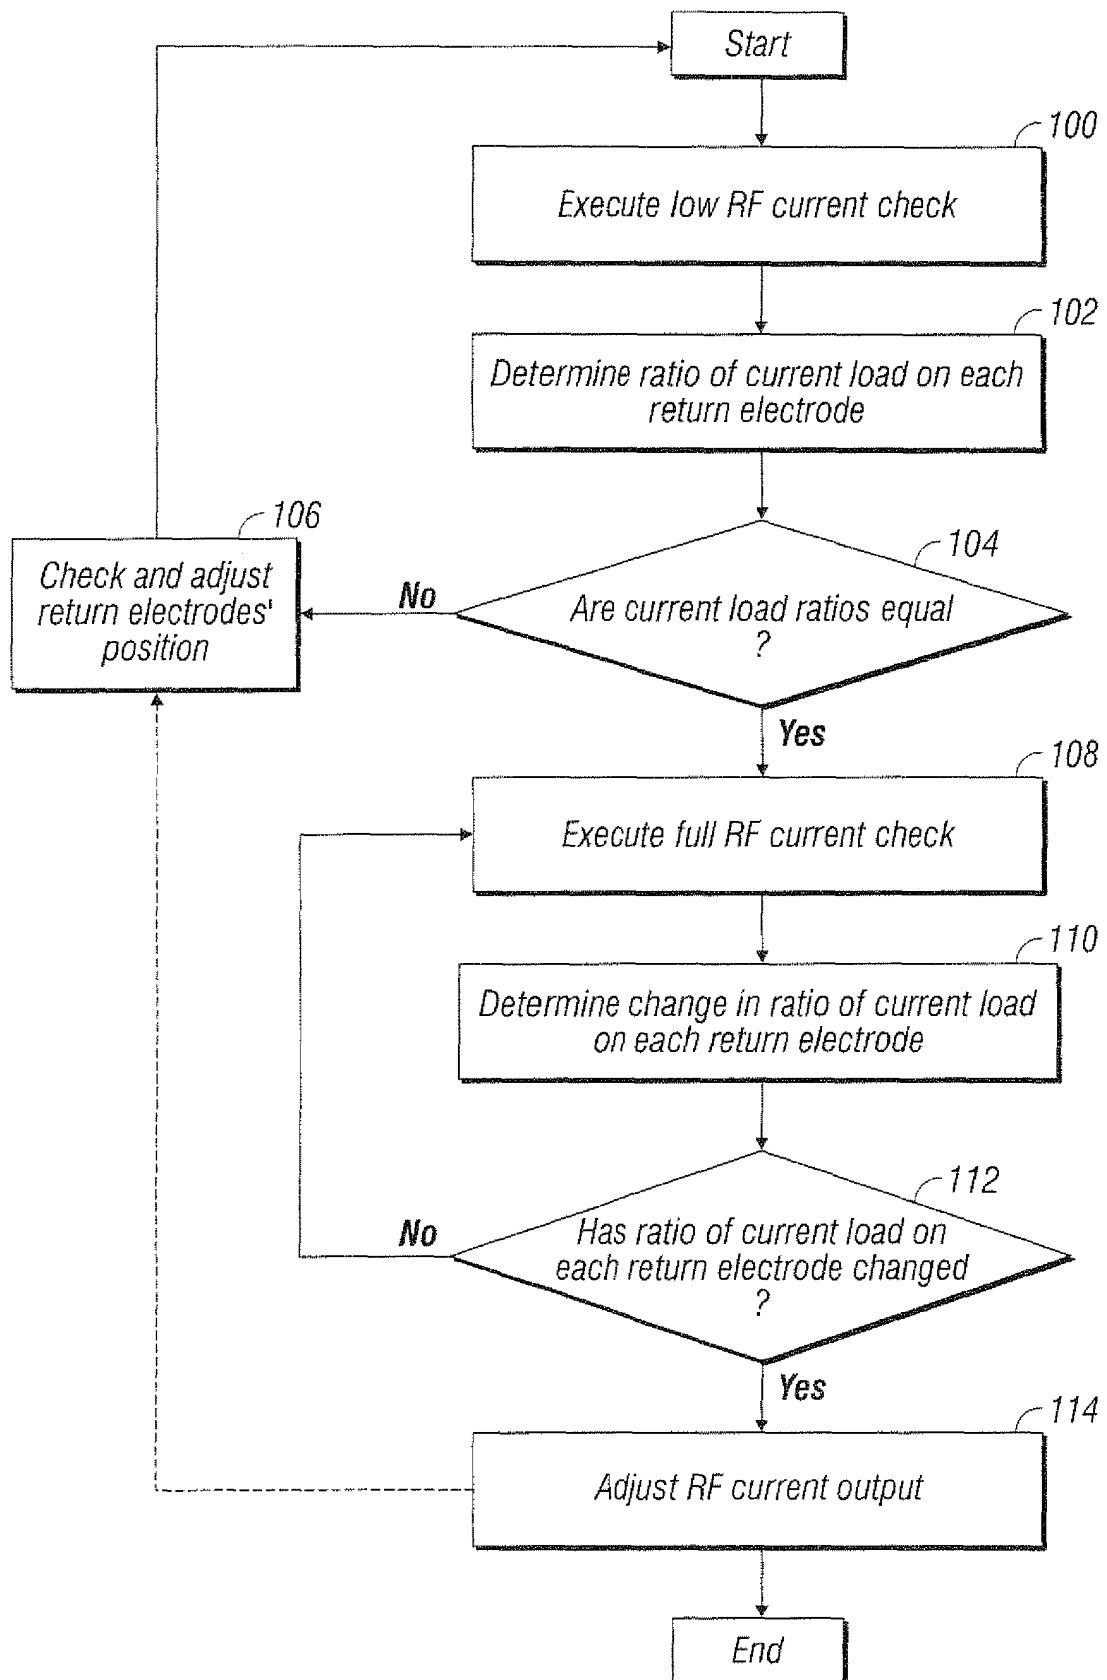 Start
100
Execute low RF current check
102
Determine ratio of current load on each
return electrode
106
Check and adjust
return electrodes'
position
104
No
Are current load ratios equal
?
Yes
108
Execute full RF current check
110
Determine change in ratio of current load
on each return electrode
112
No
Has ratio of current load on
each return electrode changed
?
Yes
114
Adjust RF current output
End